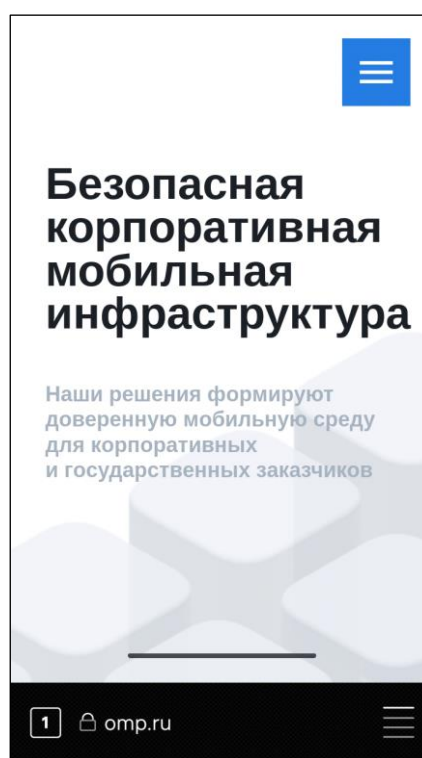 Безопасная
корпоративная
мобильная
инфраструктура
Наши решения формируют
доверенную мобильную среду
для корпоративных
и государственных заказчиков
1 omp.ru